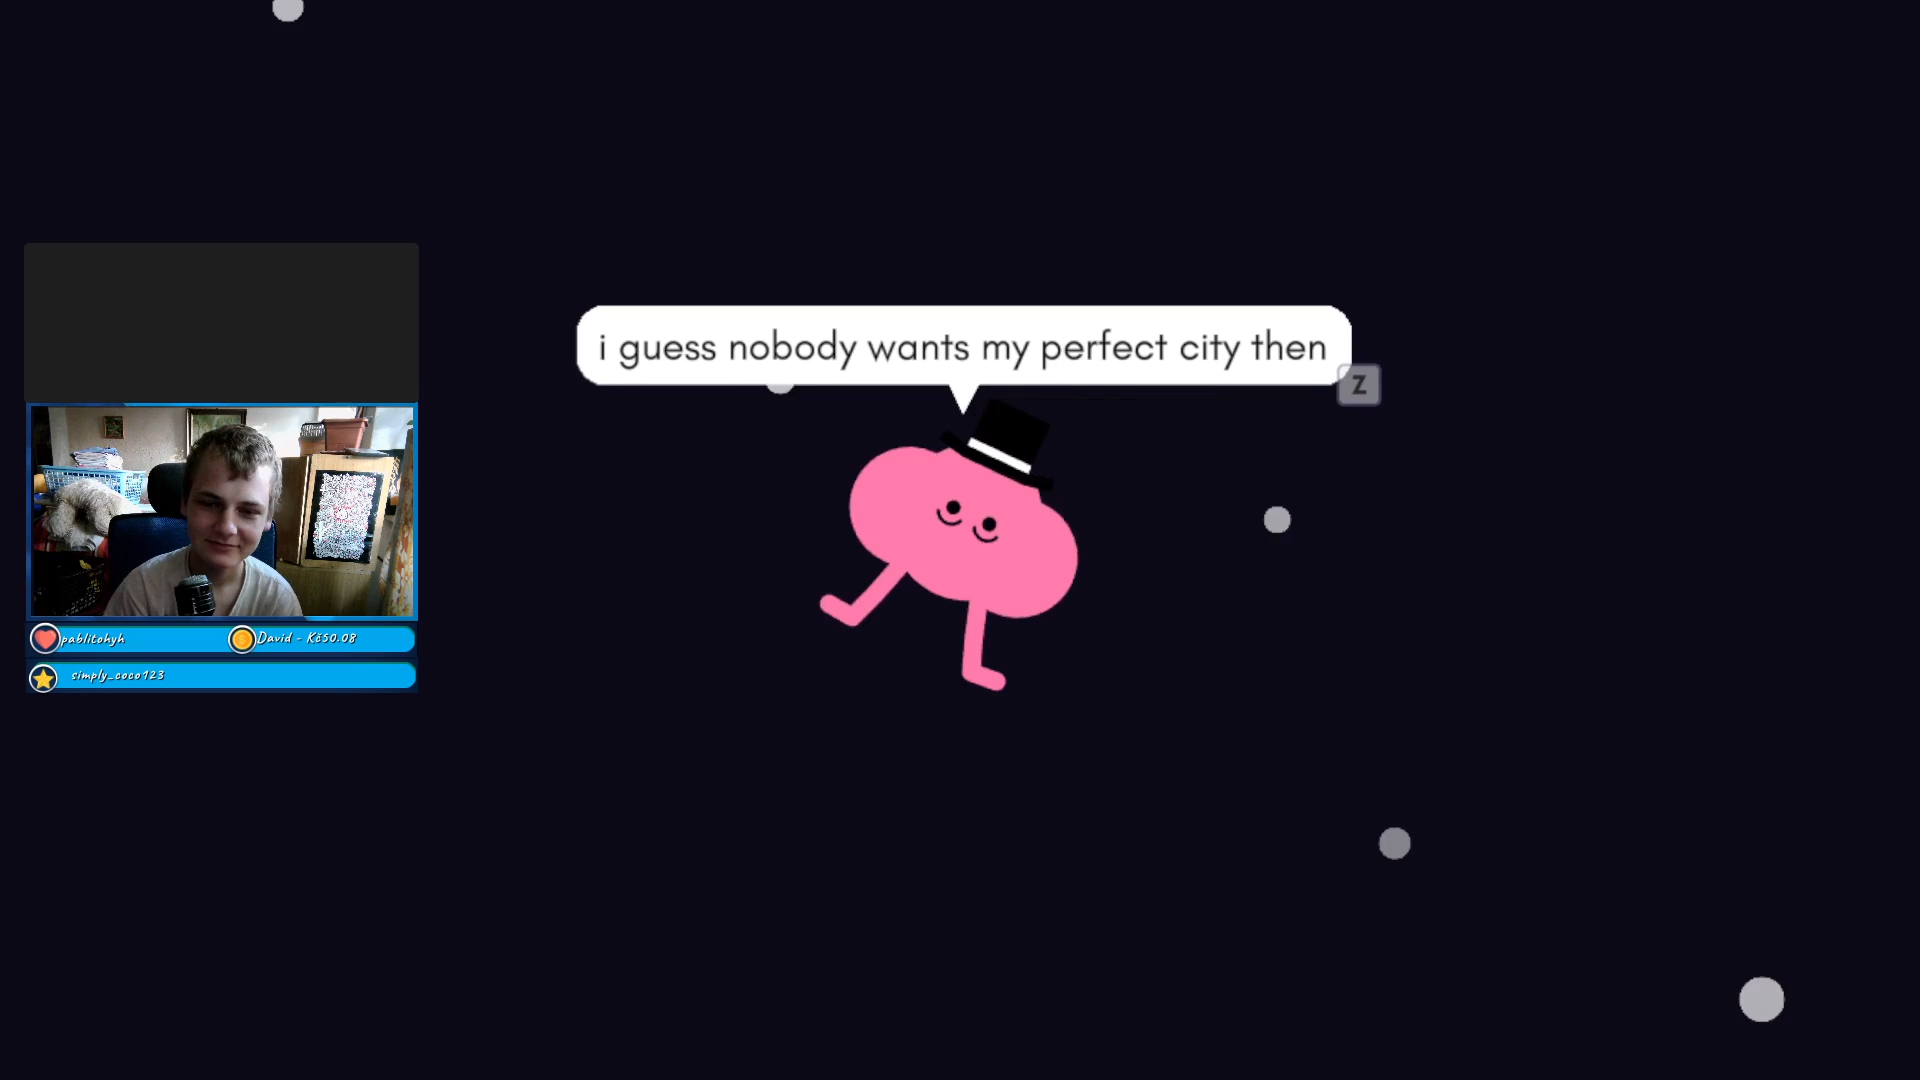 i guess nobody wants my perfect city then
Z
pablitohyh
David - Kč50.08
simply_coco123